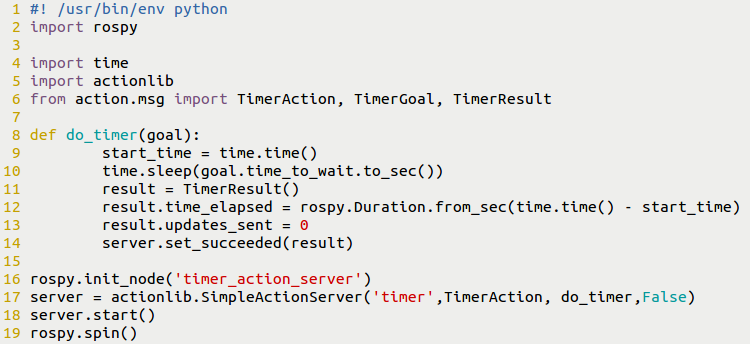 1 #! /usr/bin/env python
2 import rospy
3
4 import time
5 import actionlib
6 from action.msg import TimerAction, TimerGoal, TimerResult
7
8 def do_timer(goal):
9         start_time = time.time()
10         time.sleep(goal.time_to_wait.to_sec())
11         result = TimerResult()
12         result.time_elapsed = rospy.Duration.from_sec(time.time() - start_time)
13         result.updates_sent = 0
14         server.set_succeeded(result)
15
16 rospy.init_node('timer_action_server')
17 server = actionlib.SimpleActionServer('timer',TimerAction, do_timer,False)
18 server.start()
19 rospy.spin()